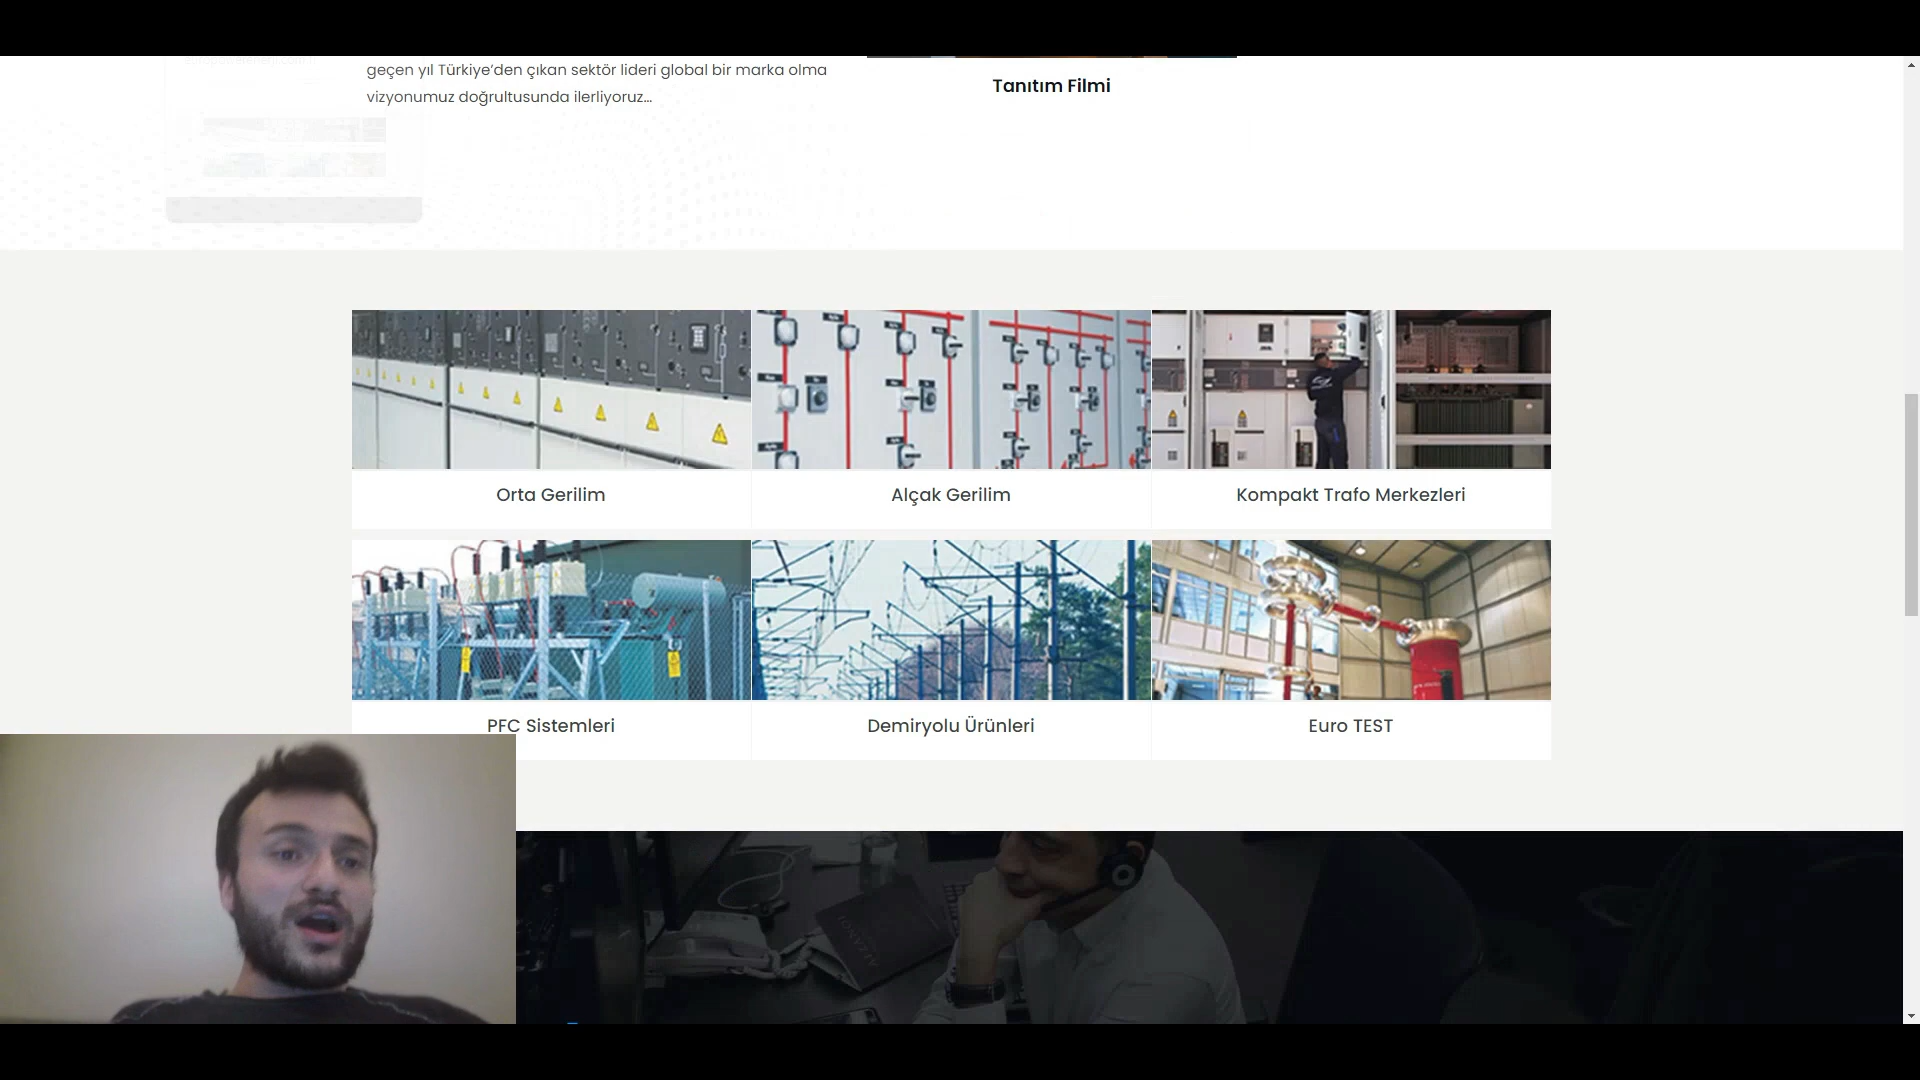 geçen yıl Türkiye’den çıkan sektör lideri global bir marka olma
vizyonumuz doğrultusunda ilerliyoruz…
Tanıtım Filmi
Orta Gerilim
Alçak Gerilim
Kompakt Trafo Merkezleri
PFC Sistemleri
Demiryolu Ürünleri
Euro TEST